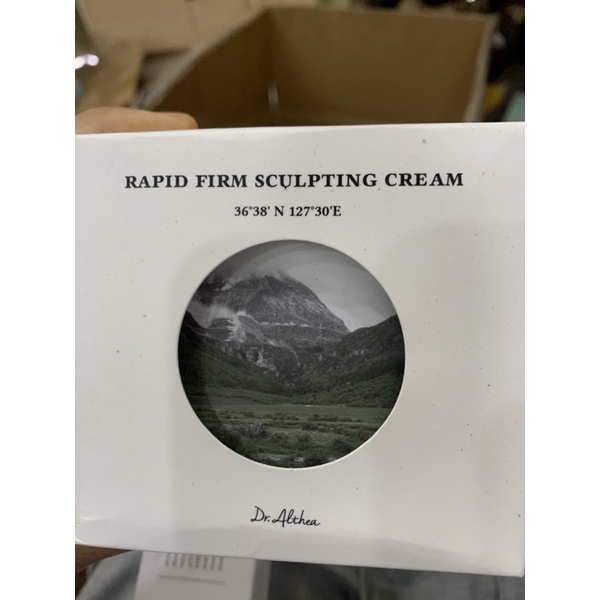 RAPID FIRM SCULPTING CREAM
36°38' N 127°30'E
Dr.Althea